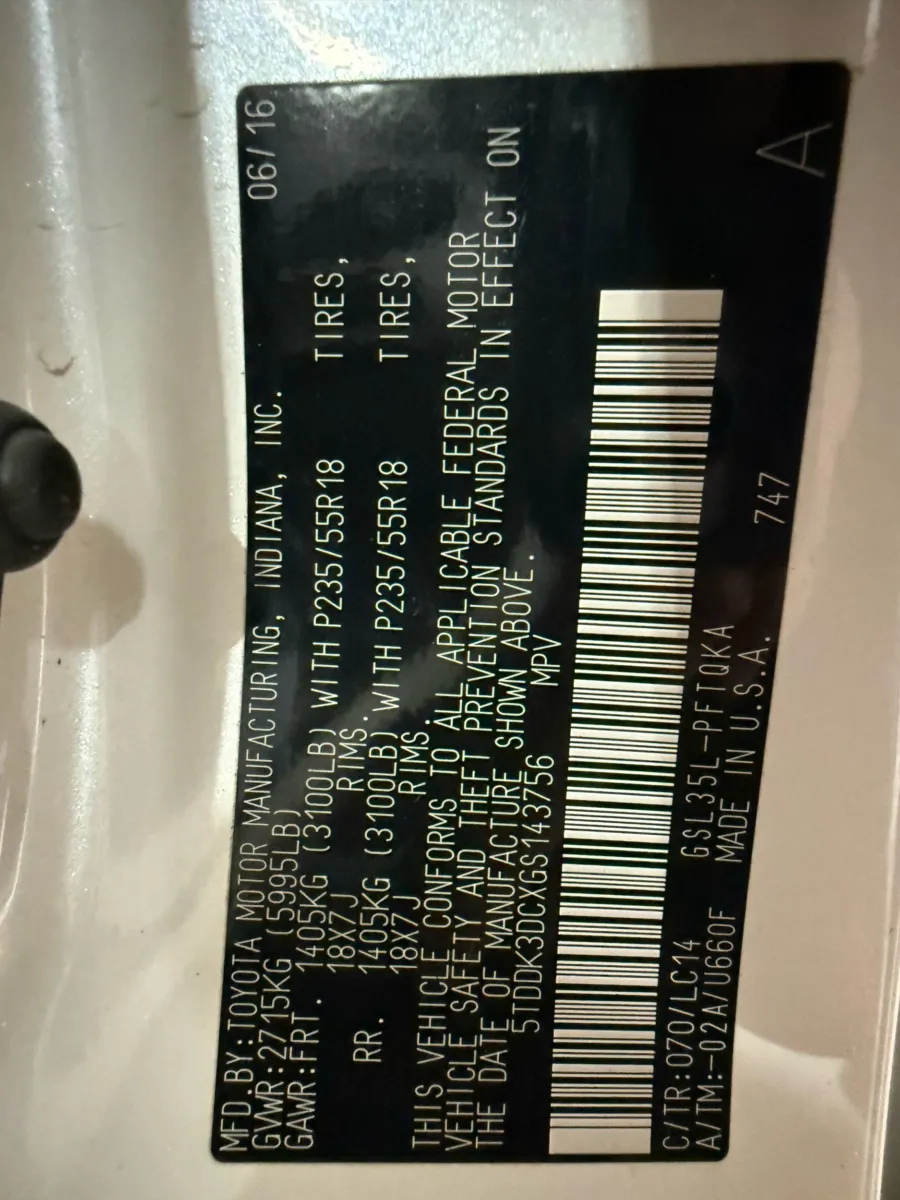 MFD.BY:TOYOTA MOTOR MANUFACTURING, INDIANA, INC. 06/16
GVWR:2715KG (5995LB)
GAWR:FRT. 1405KG (3100LB) WITH P235/55R18 TIRES,
18X7J RIMS.
RR. 1405KG (3100LB) WITH P235/55R18 TIRES,
18X7J RIMS.
THIS VEHICLE CONFORMS TO ALL APPLICABLE FEDERAL MOTOR
VEHICLE SAFETY AND THEFT PREVENTION STANDARDS IN EFFECT ON
THE DATE OF MANUFACTURE SHOWN ABOVE.
5TDDK3DCXGS143756 MPV
C/TR:070/LC14 GSL35L-PFTQKA
A/TM:-02A/U660F MADE IN U.S.A. 747 A